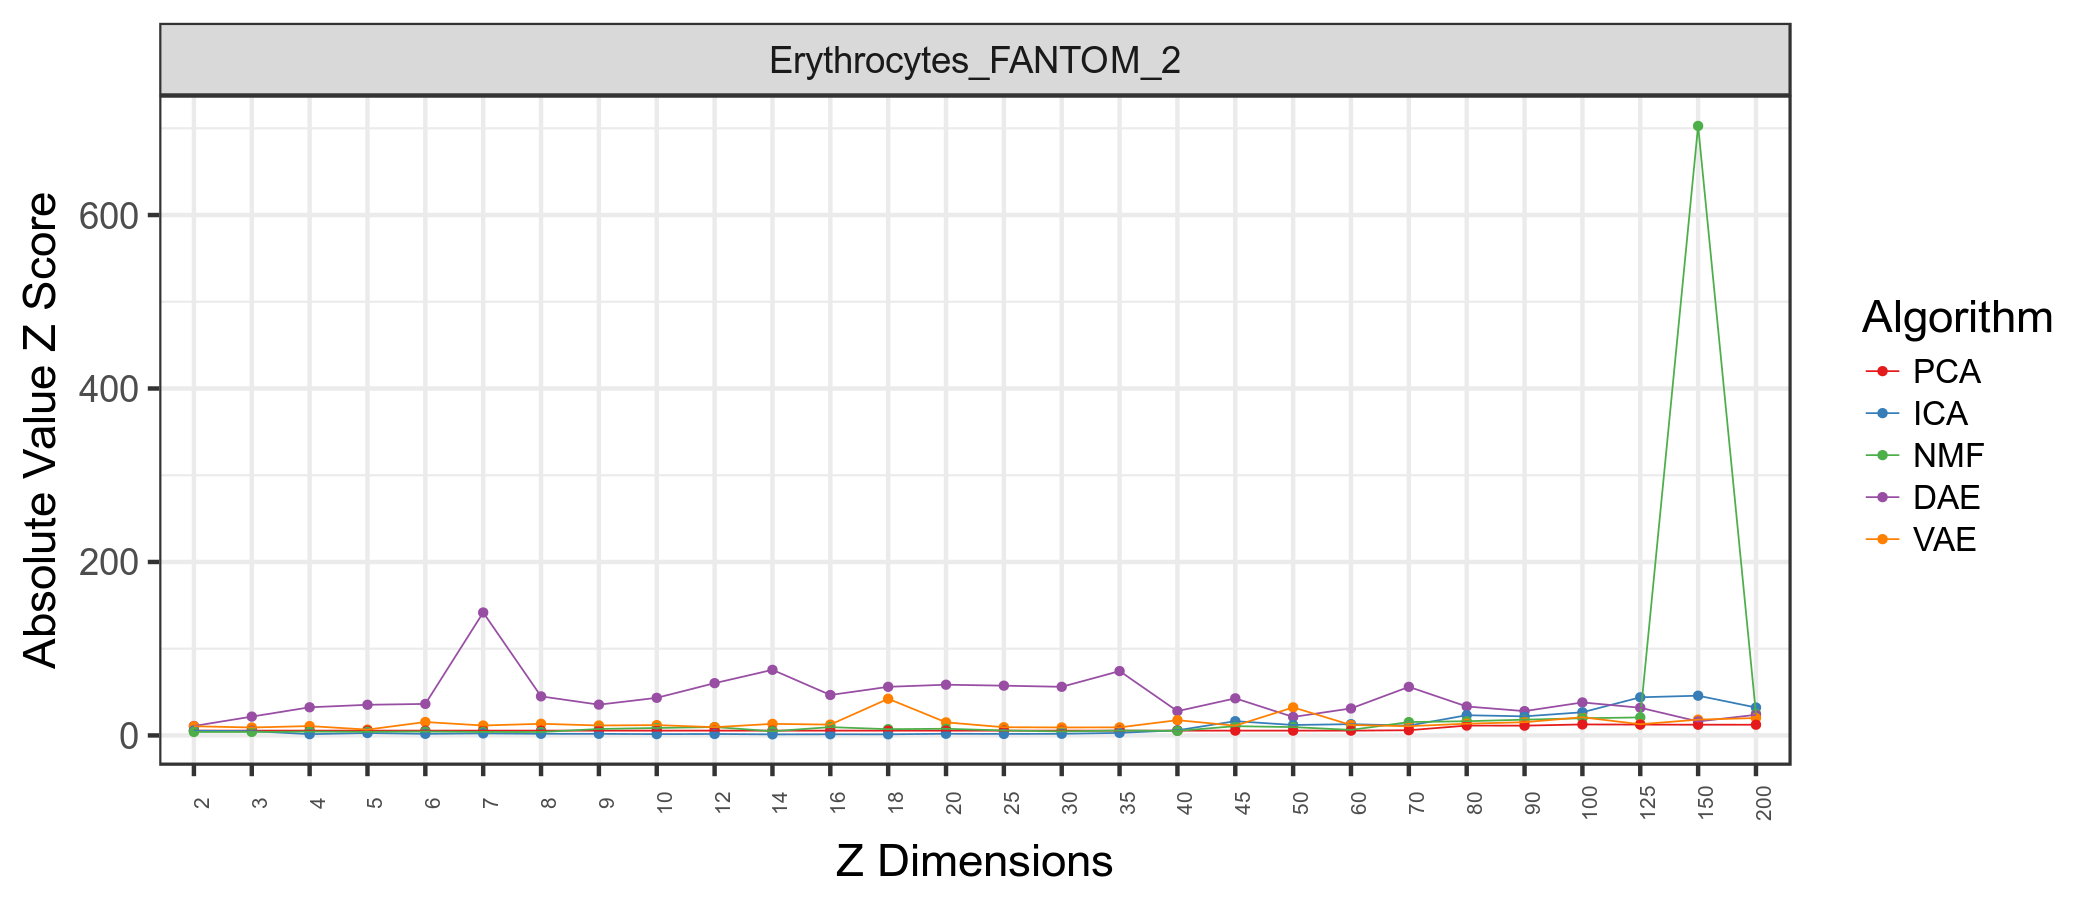 Erythrocytes_FANTOM_2
Absolute Value Z Score
600
400
200
0
2 3 4 5 6 7 8 9 10 12 14 16 18 20 25 30 35 40 45 50 60 70 80 90 100 125 150 200
Z Dimensions
Algorithm
PCA
ICA
NMF
DAE
VAE